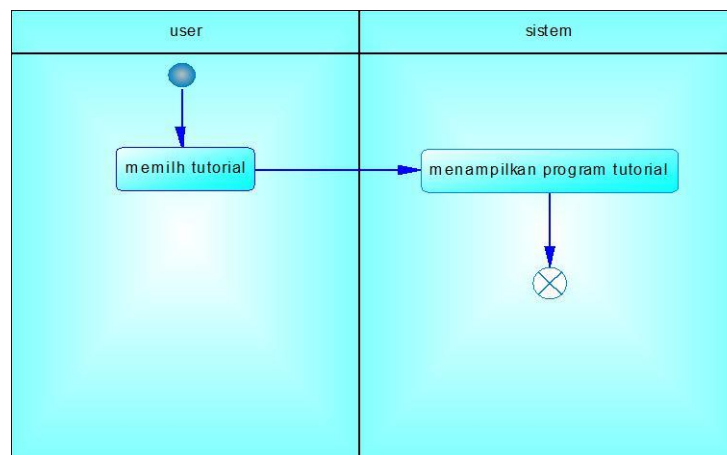 user
sistem
memilh tutorial
menampilkan program tutorial